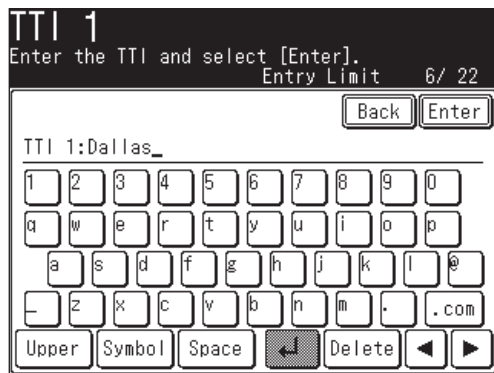 TTI 1
Enter the TTI and select [Enter].
Entry Limit 6/ 22
Back Enter
TTI 1:Dallas_
1 2 3 4 5 6 7 8 9 0
q w e r t y u i o p
a s d f g h j k l @
_ z x c v b n m . .com
Upper Symbol Space ↵ Delete ◀ ▶